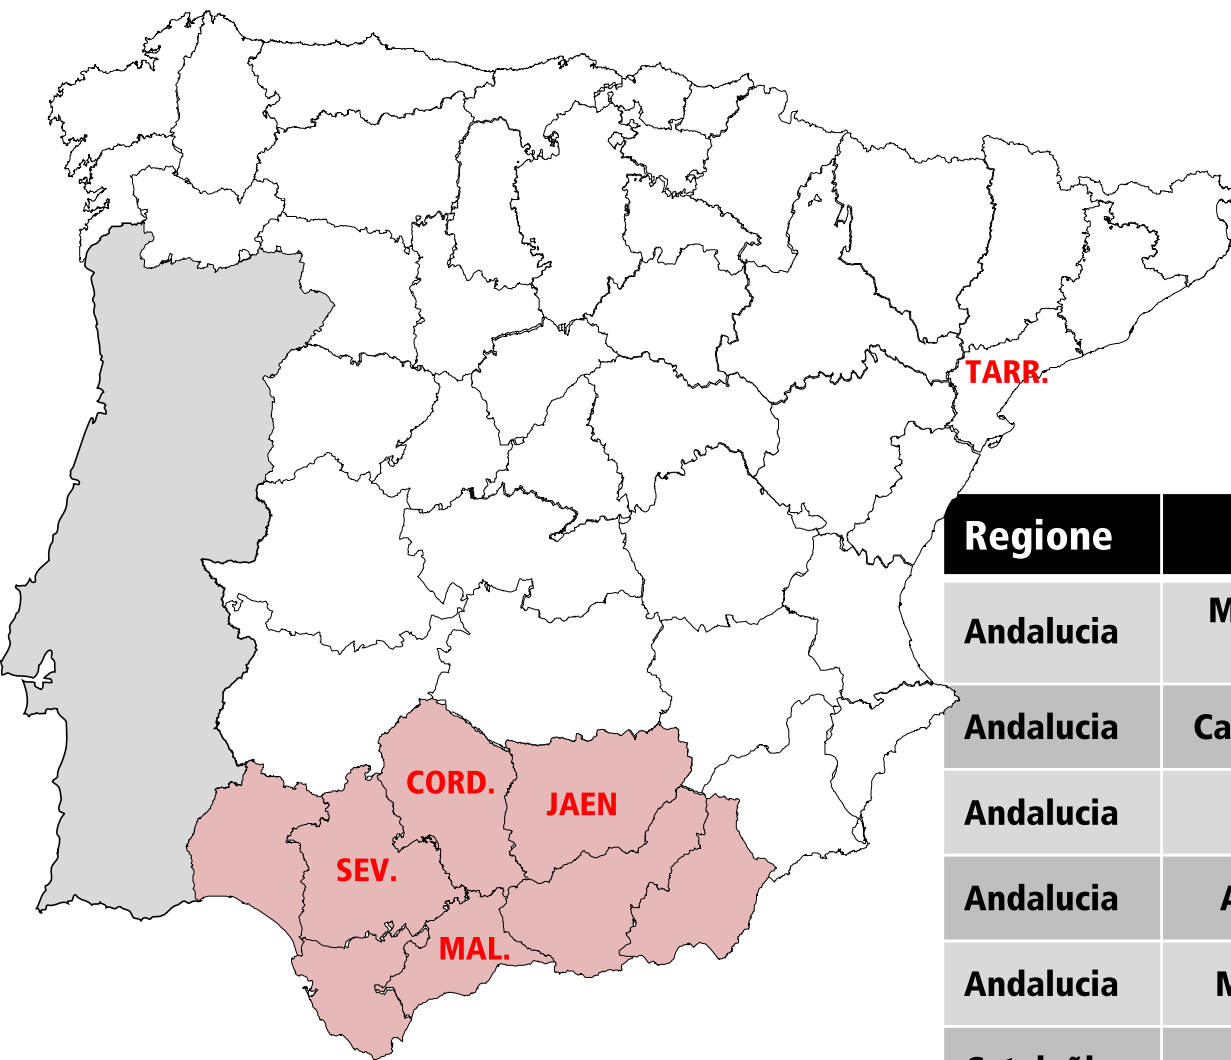 TARR.
CORD.
JAEN
SEV.
MAL.
Regione
Andalucia
Andalucia
Andalucia
Andalucia
Andalucia